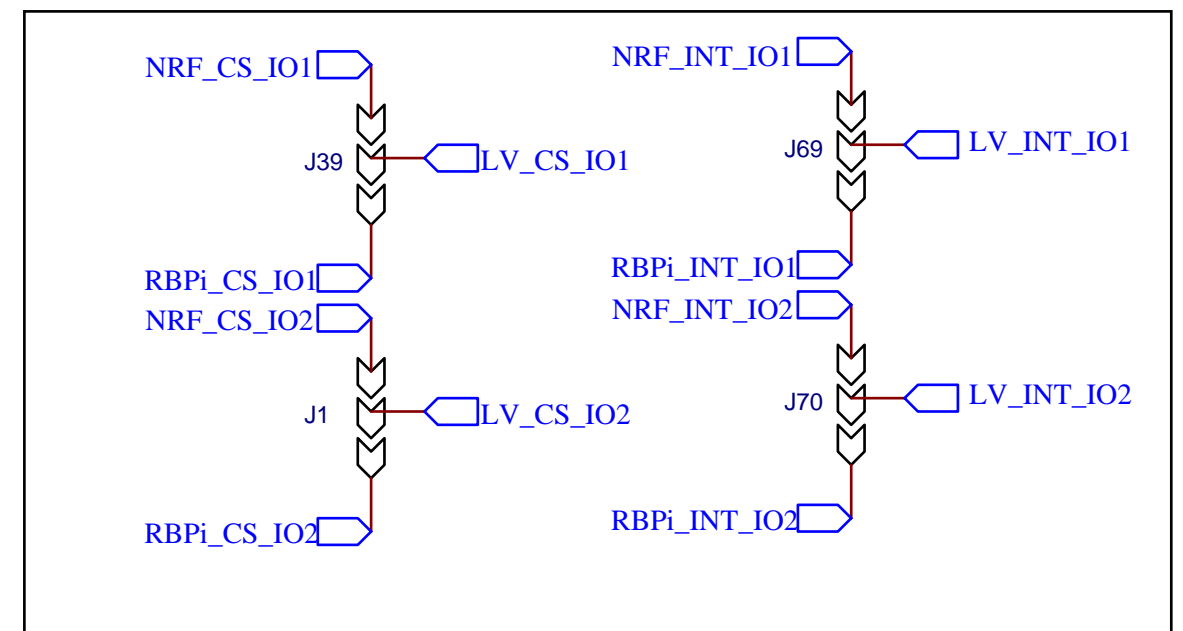 NRF_CS_IO1
J39
LV_CS_IO1
RBPi_CS_IO1
NRF_CS_IO2
J1
LV_CS_IO2
RBPi_CS_IO2
NRF_INT_IO1
J69
LV_INT_IO1
RBPi_INT_IO1
NRF_INT_IO2
J70
LV_INT_IO2
RBPi_INT_IO2